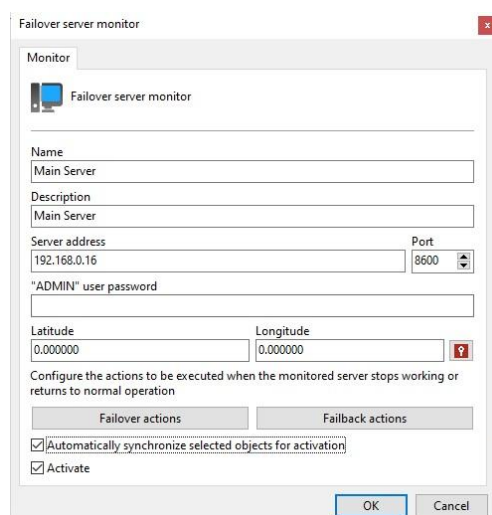 Failover server monitor
x
Monitor
Failover server monitor
Name
Main Server
Description
Main Server
Server address Port
192.168.0.16 8600
"ADMIN" user password
Latitude Longitude
0.000000 0.000000
Configure the actions to be executed when the monitored server stops working or
returns to normal operation
Failover actions Failback actions
Automatically synchronize selected objects for activation
Activate
OK Cancel